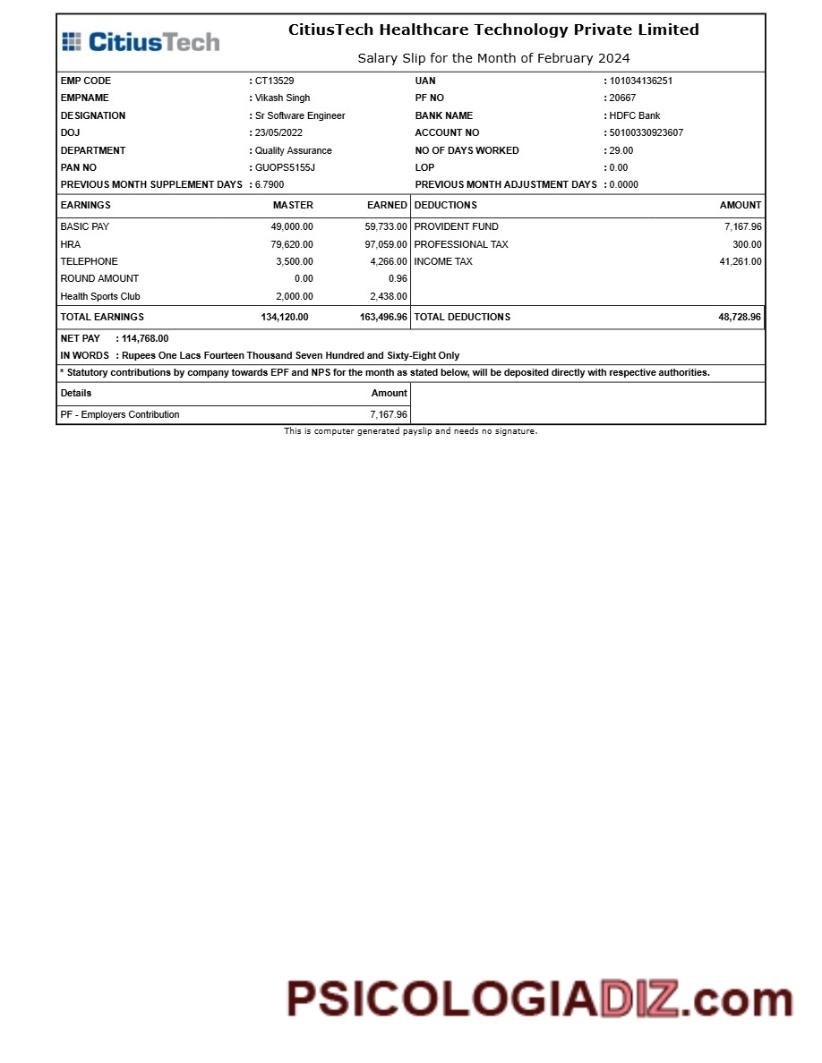 CitiusTech
CitiusTech Healthcare Technology Private Limited
Salary Slip for the Month of February 2024
EMP CODE : CT13529 UAN : 101034136251
EMPNAME : Vikash Singh PF NO : 20667
DESIGNATION : Sr Software Engineer BANK NAME : HDFC Bank
DOJ : 23/05/2022 ACCOUNT NO : 50100330923607
DEPARTMENT : Quality Assurance NO OF DAYS WORKED : 29.00
PAN NO : GUOPS5155J LOP : 0.00
PREVIOUS MONTH SUPPLEMENT DAYS : 6.7900 PREVIOUS MONTH ADJUSTMENT DAYS : 0.0000
EARNINGS MASTER EARNED DEDUCTIONS AMOUNT
BASIC PAY 49,000.00 59,733.00 PROVIDENT FUND 7,167.96
HRA 79,620.00 97,059.00 PROFESSIONAL TAX 300.00
TELEPHONE 3,500.00 4,266.00 INCOME TAX 41,261.00
ROUND AMOUNT 0.00 0.96
Health Sports Club 2,000.00 2,438.00
TOTAL EARNINGS 134,120.00 163,496.96 TOTAL DEDUCTIONS 48,728.96
NET PAY : 114,768.00
IN WORDS : Rupees One Lacs Fourteen Thousand Seven Hundred and Sixty-Eight Only
* Statutory contributions by company towards EPF and NPS for the month as stated below, will be deposited directly with respective authorities.
Details Amount
PF - Employers Contribution 7,167.96
This is computer generated payslip and needs no signature.
PSICOLOGIADIZ.com